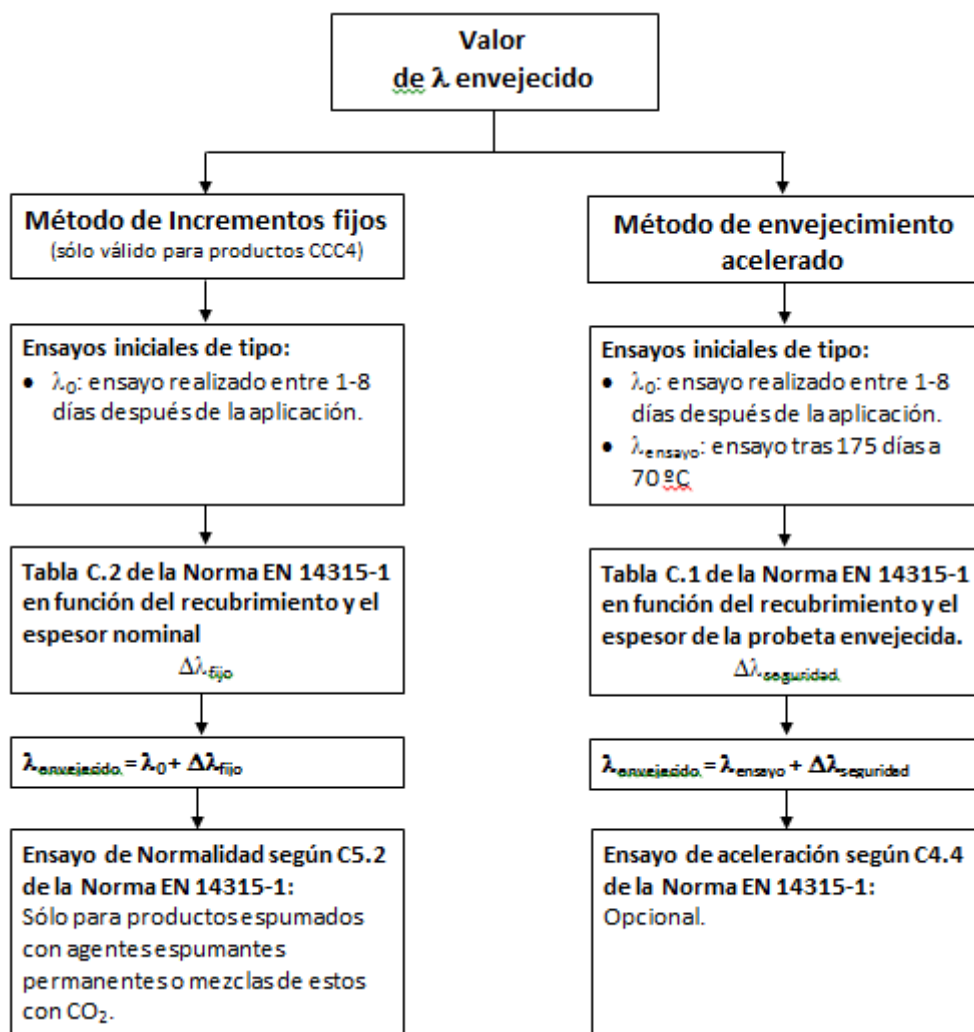 Valor
de λ envejecido
Método de Incrementos fijos
(sólo válido para productos CCC4)
Ensayos iniciales de tipo:
• λ0: ensayo realizado entre 1-8
días después de la aplicación.
Tabla C.2 de la Norma EN 14315-1
en función del recubrimiento y el
espesor nominal
Δλfijo
λenvejecido = λ0 + Δλfijo
Ensayo de Normalidad según C5.2
de la Norma EN 14315-1:
Sólo para productos espumados
con agentes espumantes
permanentes o mezclas de estos
con CO2.
Método de envejecimiento
acelerado
Ensayos iniciales de tipo:
• λ0: ensayo realizado entre 1-8
días después de la aplicación.
• λensayo: ensayo tras 175 días a
70 ºC
Tabla C.1 de la Norma EN 14315-1
en función del recubrimiento y el
espesor de la probeta envejecida.
Δλseguridad
λenvejecido = λensayo + Δλseguridad
Ensayo de aceleración según C4.4
de la Norma EN 14315-1:
Opcional.